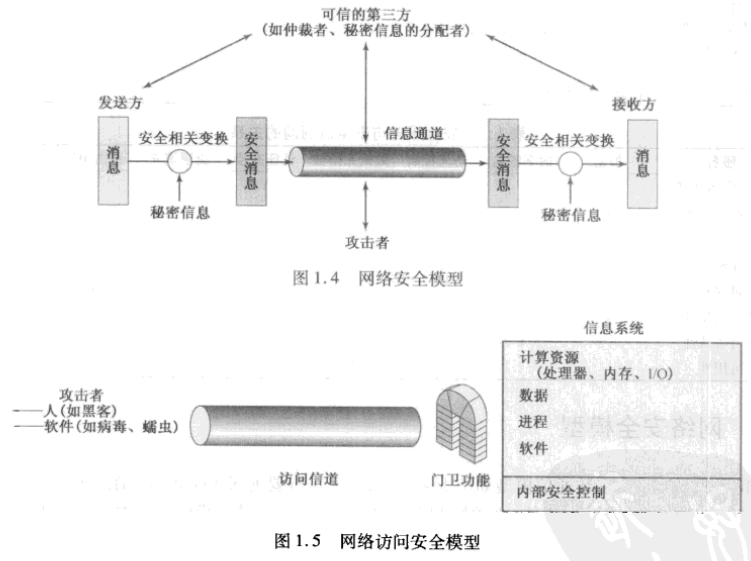 可信的第三方
(如仲裁者、秘密信息的分配者)
发送方
接收方
消息
安全相关变换
安全消息
信息通道
安全消息
安全相关变换
消息
秘密信息
秘密信息
攻击者
图 1.4 网络安全模型
信息系统
攻击者
人(如黑客)
软件(如病毒、蠕虫)
访问信道
门卫功能
计算资源
(处理器、内存、I/O)
数据
进程
软件
内部安全控制
图 1.5 网络访问安全模型